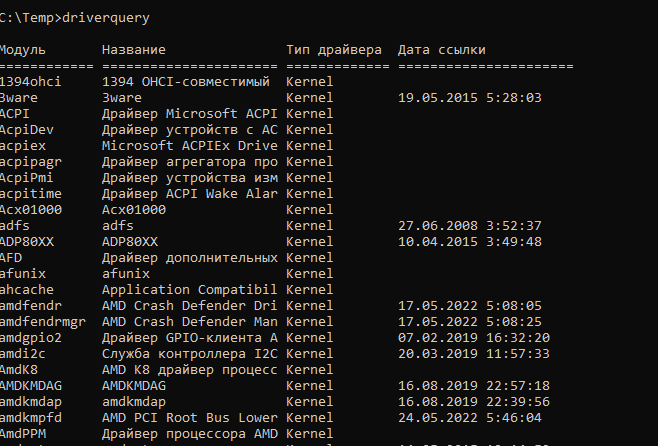 C:\Temp>driverquery
Модуль Название Тип драйвера Дата ссылки
============ ====================== ============= ======================
1394ohci 1394 OHCI-совместимый Kernel
3ware 3ware Kernel 19.05.2015 5:28:03
ACPI Драйвер Microsoft ACPI Kernel
AcpiDev Драйвер устройств с AC Kernel
acpiex Microsoft ACPIEx Drive Kernel
acpipagr Драйвер агрегатора про Kernel
AcpiPmi Драйвер устройства изм Kernel
acpitime Драйвер ACPI Wake Alar Kernel
Acx01000 Acx01000 Kernel
adfs adfs Kernel 27.06.2008 3:52:37
ADP80XX ADP80XX Kernel 10.04.2015 3:49:48
AFD Драйвер дополнительных Kernel
afunix afunix Kernel
ahcache Application Compatibil Kernel
amdfendr AMD Crash Defender Dri Kernel 17.05.2022 5:08:05
amdfendrmgr AMD Crash Defender Man Kernel 17.05.2022 5:08:25
amdgpio2 Драйвер GPIO-клиента A Kernel 07.02.2019 16:32:20
amdi2c Служба контроллера I2C Kernel 20.03.2019 11:57:33
AmdK8 AMD K8 драйвер процесс Kernel
AMDKMDAG AMDKMDAG Kernel 16.08.2019 22:57:18
amdkmdap amdkmdap Kernel 16.08.2019 22:39:56
amdkmpfd AMD PCI Root Bus Lower Kernel 24.05.2022 5:46:04
AmdPPM Драйвер процессора AMD Kernel